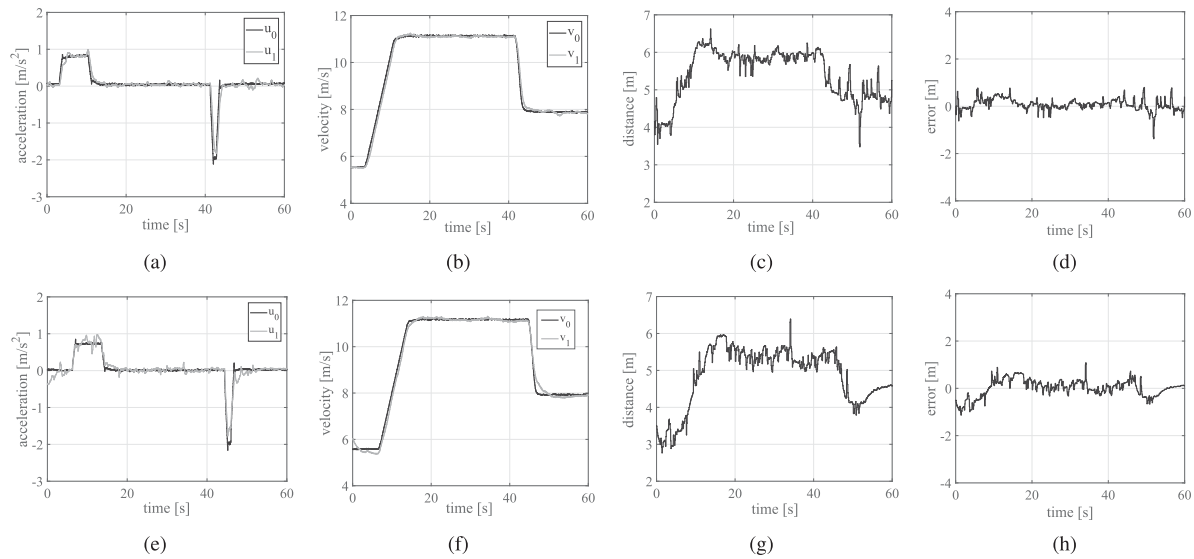 acceleration [m/s²]
2
1
0
-1
-2
-3
0
20
40
60
time [s]
u₀
u₁
(a)
velocity [m/s]
12
10
8
6
4
0
20
40
60
time [s]
v₀
v₁
(b)
distance [m]
7
6
5
4
3
2
0
20
40
60
time [s]
(c)
error [m]
4
2
0
-2
-4
0
20
40
60
time [s]
(d)
acceleration [m/s²]
2
1
0
-1
-2
-3
0
20
40
60
time [s]
u₀
u₁
(e)
velocity [m/s]
12
10
8
6
4
0
20
40
60
time [s]
v₀
v₁
(f)
distance [m]
7
6
5
4
3
2
0
20
40
60
time [s]
(g)
error [m]
4
2
0
-2
-4
0
20
40
60
time [s]
(h)